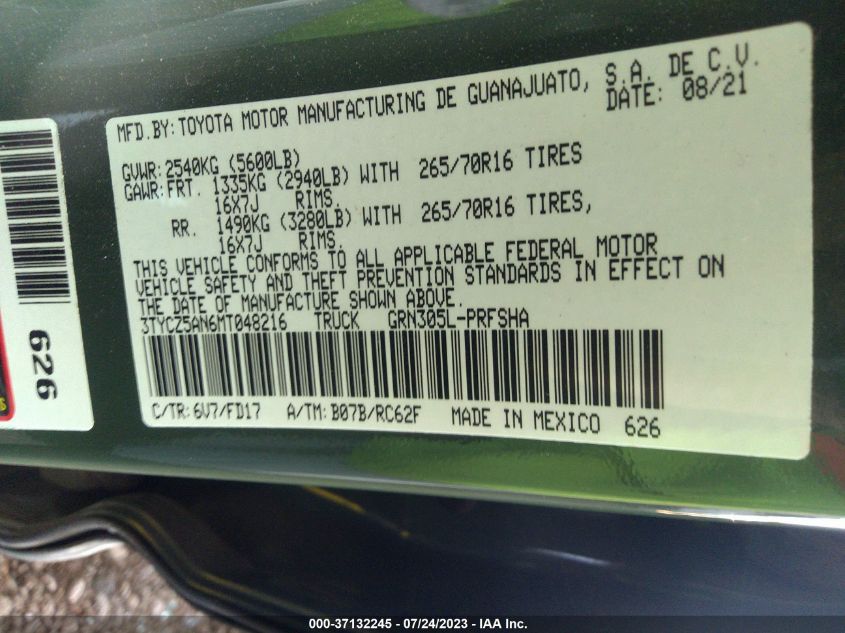 MFD.BY: TOYOTA MOTOR MANUFACTURING DE GUANAJUATO, S.A. DE C.V.
DATE: 08/21
GVWR: 2540KG (5600LB)
GAWR: FRT. 1335KG (2940LB) WITH 265/70R16 TIRES
16X7J RIMS.
RR. 1490KG (3280LB) WITH 265/70R16 TIRES,
16X7J RIMS.
THIS VEHICLE CONFORMS TO ALL APPLICABLE FEDERAL MOTOR
VEHICLE SAFETY AND THEFT PREVENTION STANDARDS IN EFFECT ON
THE DATE OF MANUFACTURE SHOWN ABOVE.
3TYCZ5AN6MT048216 TRUCK GRN305L-PRFSHA
C/TR: 6V7/FD17 A/TM: B07B/RC62F MADE IN MEXICO 626
626
000-37132245 - 07/24/2023 - IAA Inc.